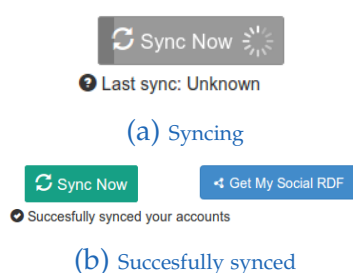 Sync Now
Last sync: Unknown
(a) Syncing
Sync Now Get My Social RDF
Succesfully synced your accounts
(b) Succesfully synced